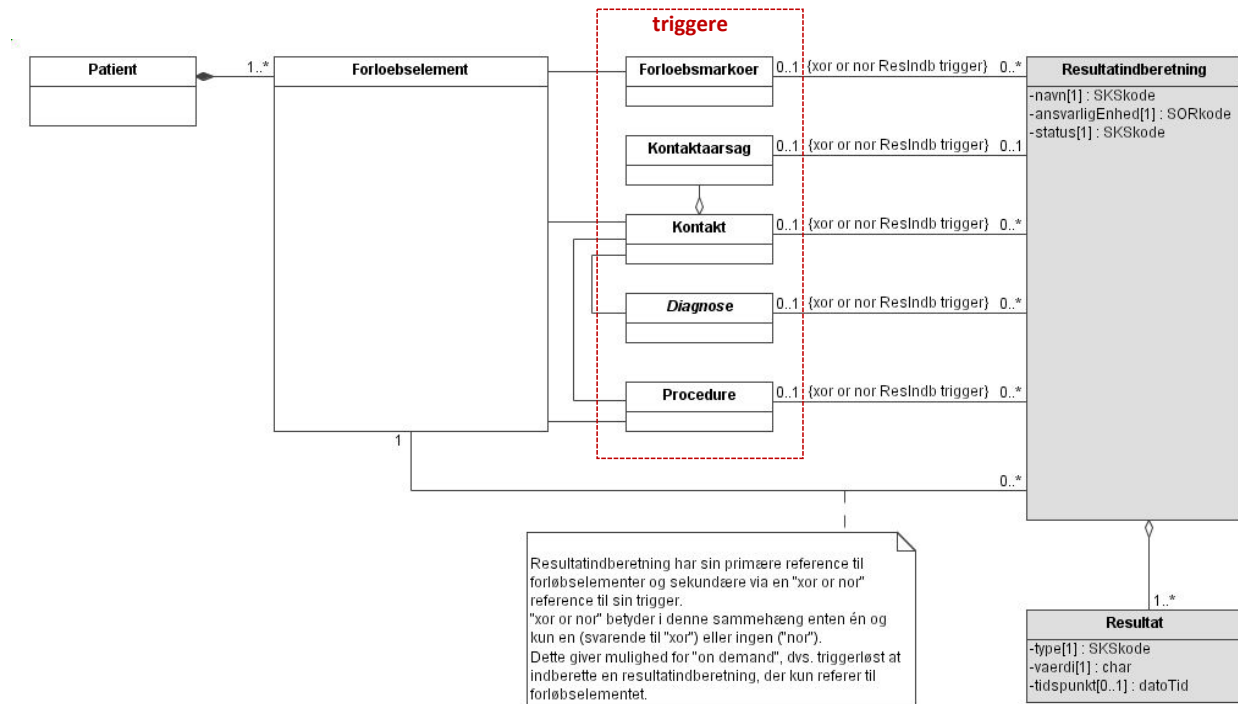 triggere
Patient
1..*
Forloebselement
Forloebsmarkoer
0..1 {xor or nor ResIndb trigger} 0..*
Resultatindberetning
-navn[1] : SKSkode
-ansvarligEnhed[1] : SORkode
-status[1] : SKSkode
Kontaktaarsag
0..1 {xor or nor ResIndb trigger} 0..1
Kontakt
0..1 {xor or nor ResIndb trigger} 0..*
Diagnose
0..1 {xor or nor ResIndb trigger} 0..*
Procedure
0..1 {xor or nor ResIndb trigger} 0..*
1
0..*
Resultatindberetning har sin primære reference til
forløbselementer og sekundære via en "xor or nor"
reference til sin trigger.
"xor or nor" betyder i denne sammehæng enten én og
kun en (svarende til "xor") eller ingen ("nor").
Dette giver mulighed for "on demand", dvs. triggerløst at
indberette en resultatindberetning, der kun referer til
forløbselementet.
1..*
Resultat
-type[1] : SKSkode
-vaerdi[1] : char
-tidspunkt[0..1] : datoTid